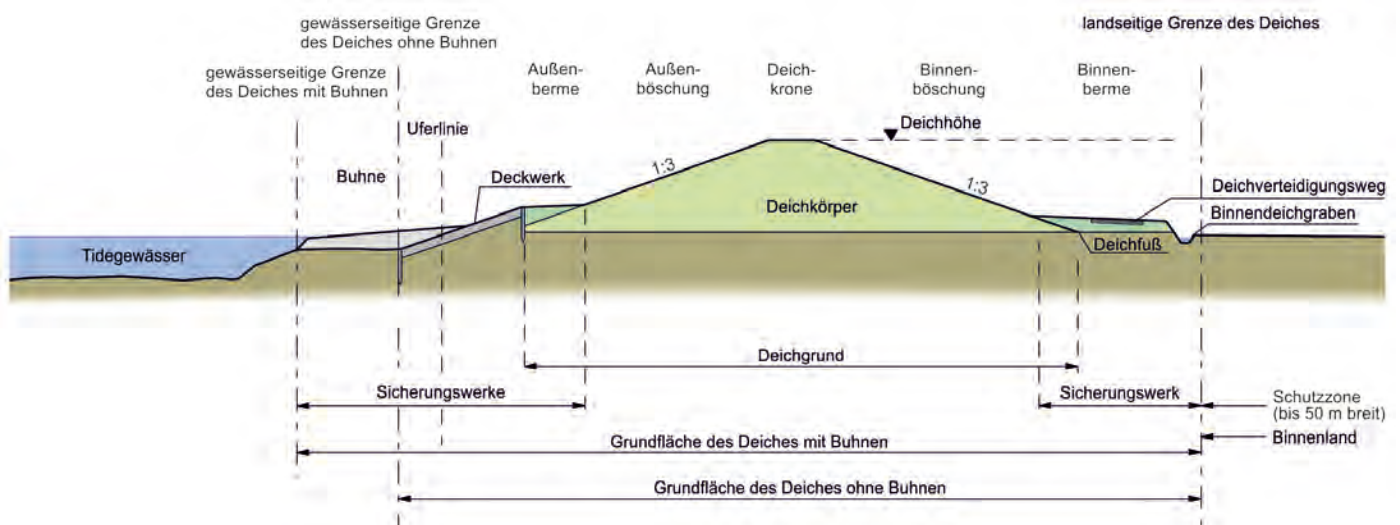 gewässerseitige Grenze
des Deiches ohne Buhnen
landseitige Grenze des Deiches
gewässerseitige Grenze
des Deiches mit Buhnen
Außen-
berme
Außen-
böschung
Deich-
krone
Binnen-
böschung
Binnen-
berme
Uferlinie
Deichhöhe
Buhne
Deckwerk
1:3
1:3
Deichverteidigungsweg
Deichkörper
Binnendeichgraben
Tidegewässer
Deichfuß
Deichgrund
Sicherungswerke
Sicherungswerk
Schutzzone
(bis 50 m breit)
Grundfläche des Deiches mit Buhnen
Binnenland
Grundfläche des Deiches ohne Buhnen